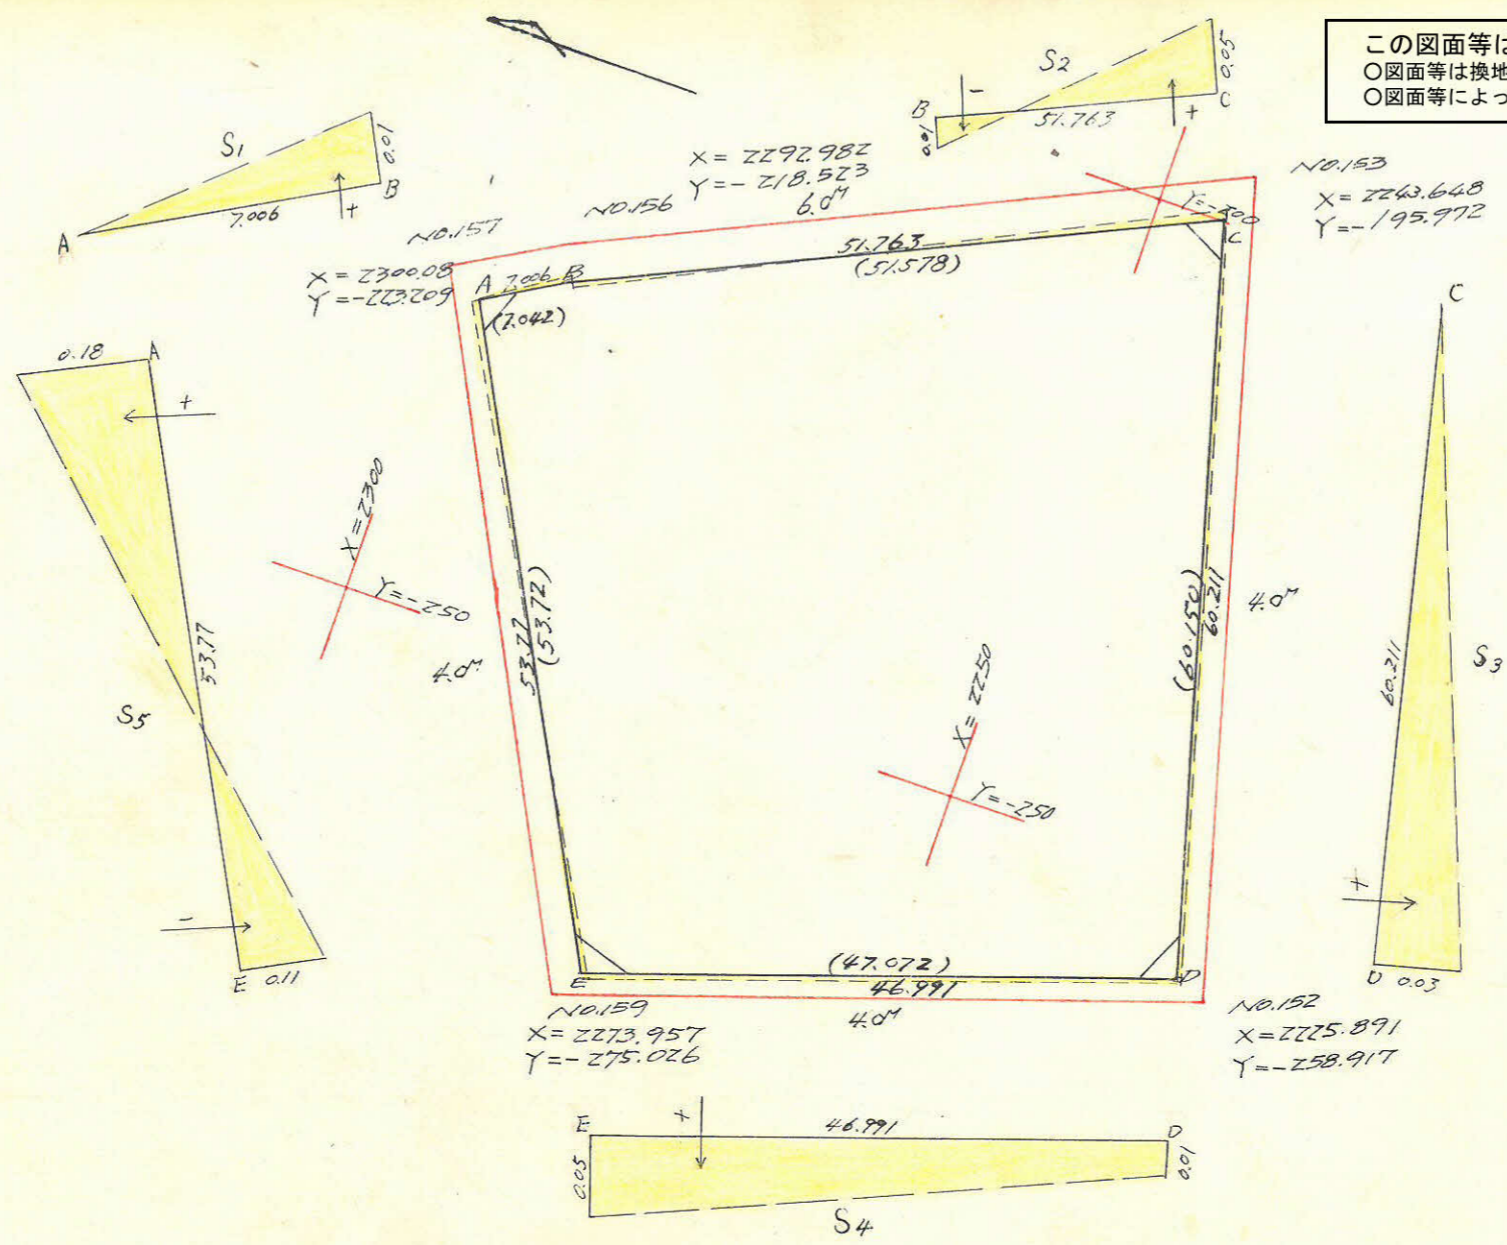 この図面等は
○図面等は換地
○図面等によっ
S1
0.01
A
7.006
B
+
S2
0.05
B
-
C
0.01
51.763
+
X=2292.982
Y=-218.523
NO.156
6.0M
NO.153
X=2243.648
Y=-195.972
NO.157
X=2300.08
Y=-223.209
Y=-200
A
7.006
B
(7.042)
51.763
(51.578)
C
0.18
A
+
53.77
S5
-
E
0.11
X=2300
Y=-250
4.0M
53.77
(53.72)
X=2250
Y=-250
(60.150)
60.211
4.0M
C
60.211
S3
+
D
0.03
(47.072)
46.991
E
D
4.0M
NO.159
X=2273.957
Y=-275.026
NO.152
X=2225.891
Y=-258.917
E
+
46.991
D
0.05
0.01
S4